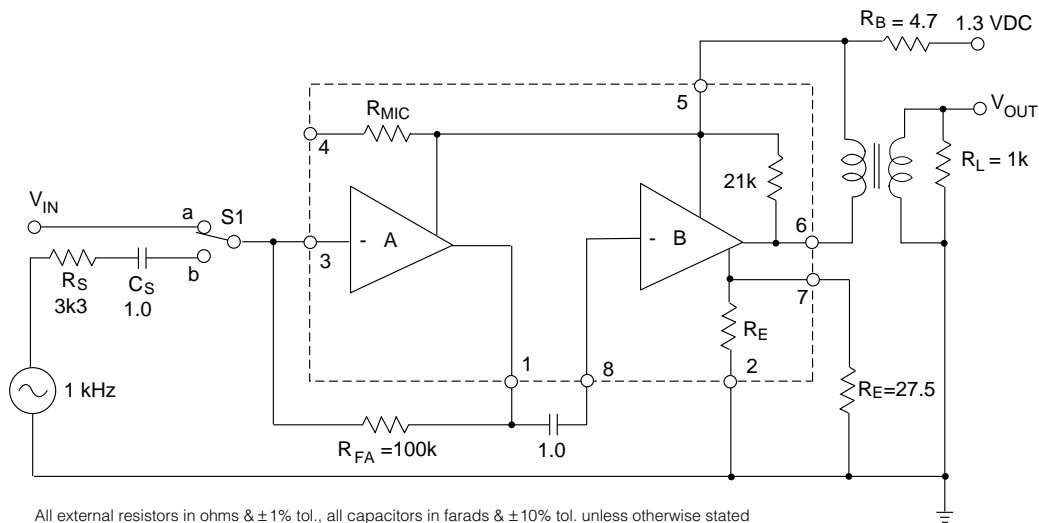 R_B = 4.7 1.3 VDC
5
V_OUT
R_MIC
4
R_L = 1k
21k
V_IN
a S1
- A
- B
6
3
b
7
R_S C_S
3k3 1.0
R_E
1 8 2
1 kHz
R_E=27.5
R_FA =100k 1.0
All external resistors in ohms & ±1% tol., all capacitors in farads & ±10% tol. unless otherwise stated